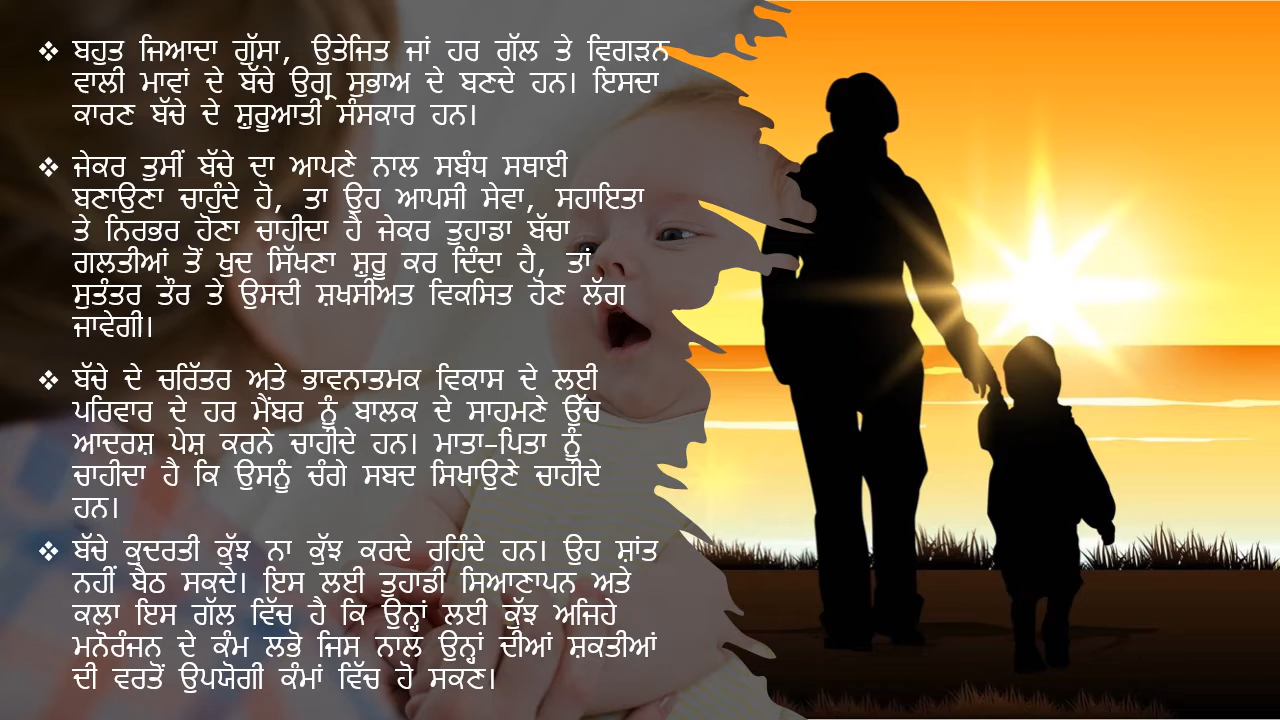 ❖ ਬਹੁਤ ਜਿਆਦਾ ਗੁੱਸਾ, ਉਤੇਜਿਤ ਜਾਂ ਹਰ ਗੱਲ ਤੇ ਵਿਗੜਨ
ਵਾਲੀ ਮਾਵਾਂ ਦੇ ਬੱਚੇ ਉਗ੍ਰ ਸੁਭਾਅ ਦੇ ਬਣਦੇ ਹਨ। ਇਸਦਾ
ਕਾਰਣ ਬੱਚੇ ਦੇ ਸ਼ੁਰੂਆਤੀ ਸੰਸਕਾਰ ਹਨ।
❖ ਜੇਕਰ ਤੁਸੀਂ ਬੱਚੇ ਦਾ ਆਪਣੇ ਨਾਲ ਸਬੰਧ ਸਥਾਈ
ਬਣਾਉਣਾ ਚਾਹੁੰਦੇ ਹੋ, ਤਾ ਉਹ ਆਪਸੀ ਸੇਵਾ, ਸਹਾਇਤਾ
ਤੇ ਨਿਰਭਰ ਹੋਣਾ ਚਾਹੀਦਾ ਹੈ ਜੇਕਰ ਤੁਹਾਡਾ ਬੱਚਾ
ਗਲਤੀਆਂ ਤੋਂ ਖੁਦ ਸਿੱਖਣਾ ਸ਼ੁਰੂ ਕਰ ਦਿੰਦਾ ਹੈ, ਤਾਂ
ਸੁਤੰਤਰ ਤੌਰ ਤੇ ਉਸਦੀ ਸ਼ਖਸੀਅਤ ਵਿਕਸਿਤ ਹੋਣ ਲੱਗ
ਜਾਵੇਗੀ।
❖ ਬੱਚੇ ਦੇ ਚਰਿੱਤਰ ਅਤੇ ਭਾਵਨਾਤਮਕ ਵਿਕਾਸ ਦੇ ਲਈ
ਪਰਿਵਾਰ ਦੇ ਹਰ ਮੈਂਬਰ ਨੂੰ ਬਾਲਕ ਦੇ ਸਾਹਮਣੇ ਉੱਚ
ਆਦਰਸ਼ ਪੇਸ਼ ਕਰਨੇ ਚਾਹੀਦੇ ਹਨ। ਮਾਤਾ-ਪਿਤਾ ਨੂੰ
ਚਾਹੀਦਾ ਹੈ ਕਿ ਉਸਨੂੰ ਚੰਗੇ ਸਬਦ ਸਿਖਾਉਣੇ ਚਾਹੀਦੇ
ਹਨ।
❖ ਬੱਚੇ ਕੁਦਰਤੀ ਕੁੱਝ ਨਾ ਕੁੱਝ ਕਰਦੇ ਰਹਿੰਦੇ ਹਨ। ਉਹ ਸ਼ਾਂਤ
ਨਹੀਂ ਬੈਠ ਸਕਦੇ। ਇਸ ਲਈ ਤੁਹਾਡੀ ਸਿਆਣਾਪਨ ਅਤੇ
ਕਲਾ ਇਸ ਗੱਲ ਵਿੱਚ ਹੈ ਕਿ ਉਨ੍ਹਾਂ ਲਈ ਕੁੱਝ ਅਜਿਹੇ
ਮਨੋਰੰਜਨ ਦੇ ਕੰਮ ਲਭੋ ਜਿਸ ਨਾਲ ਉਨ੍ਹਾਂ ਦੀਆਂ ਸ਼ਕਤੀਆਂ
ਦੀ ਵਰਤੋਂ ਉਪਯੋਗੀ ਕੰਮਾਂ ਵਿੱਚ ਹੋ ਸਕਣ।